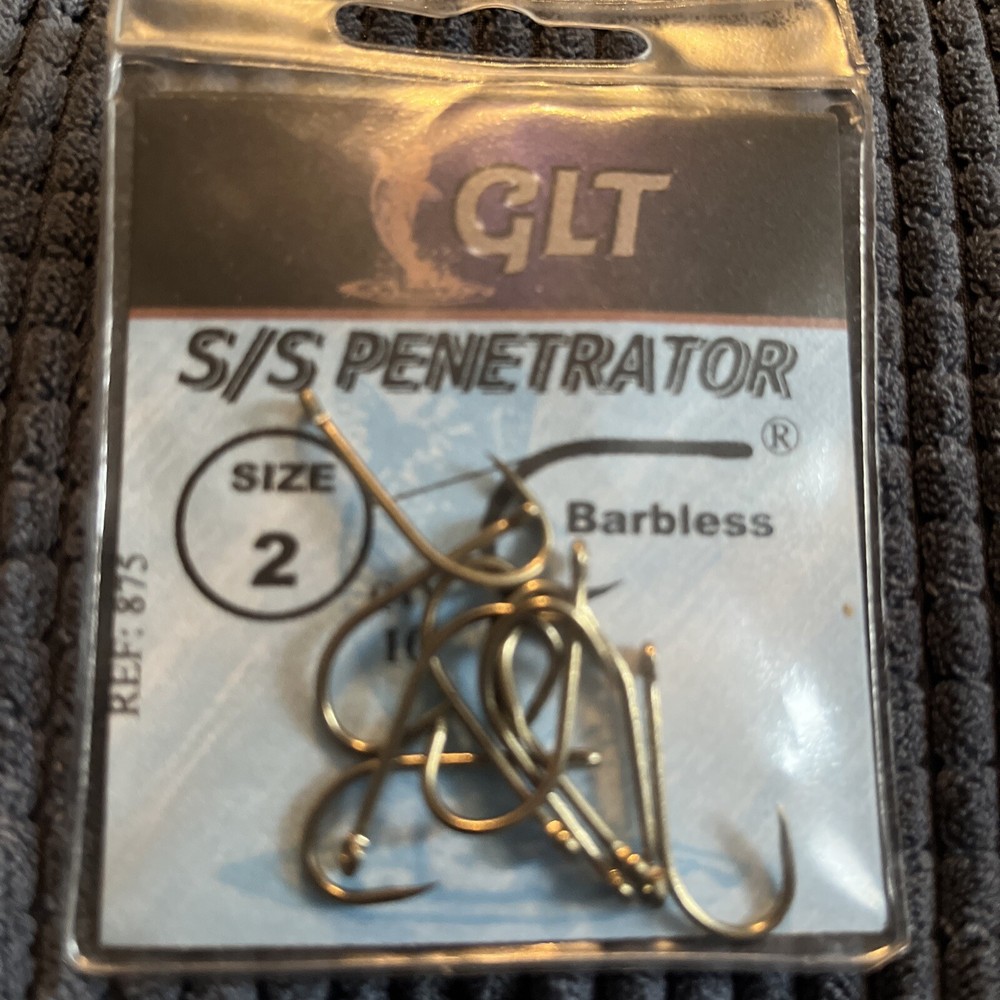 GLT
S/S PENETRATOR
®
SIZE
2
Barbless
REF: 875